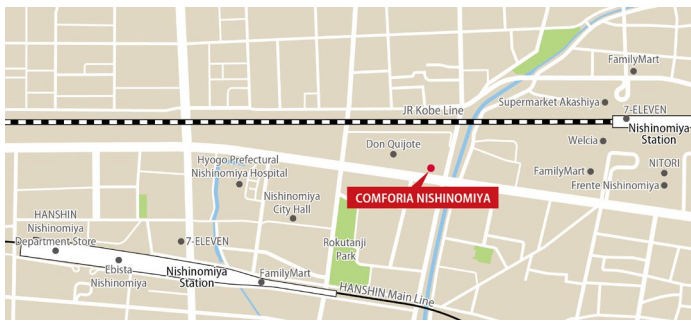 FamilyMart
Supermarket Akashiya
JR Kobe Line
7-ELEVEN
Nishinomiya
Station
Don Quijote
Welcia
Hyogo Prefectural
Nishinomiya Hospital
FamilyMart
NITORI
Frente Nishinomiya
COMFORIA NISHINOMIYA
Nishinomiya
City Hall
HANSHIN
Nishinomiya
Department Store
7-ELEVEN
Rokutanji
Park
Ebista
Nishinomiya
Nishinomiya
Station
FamilyMart
HANSHIN Main Line